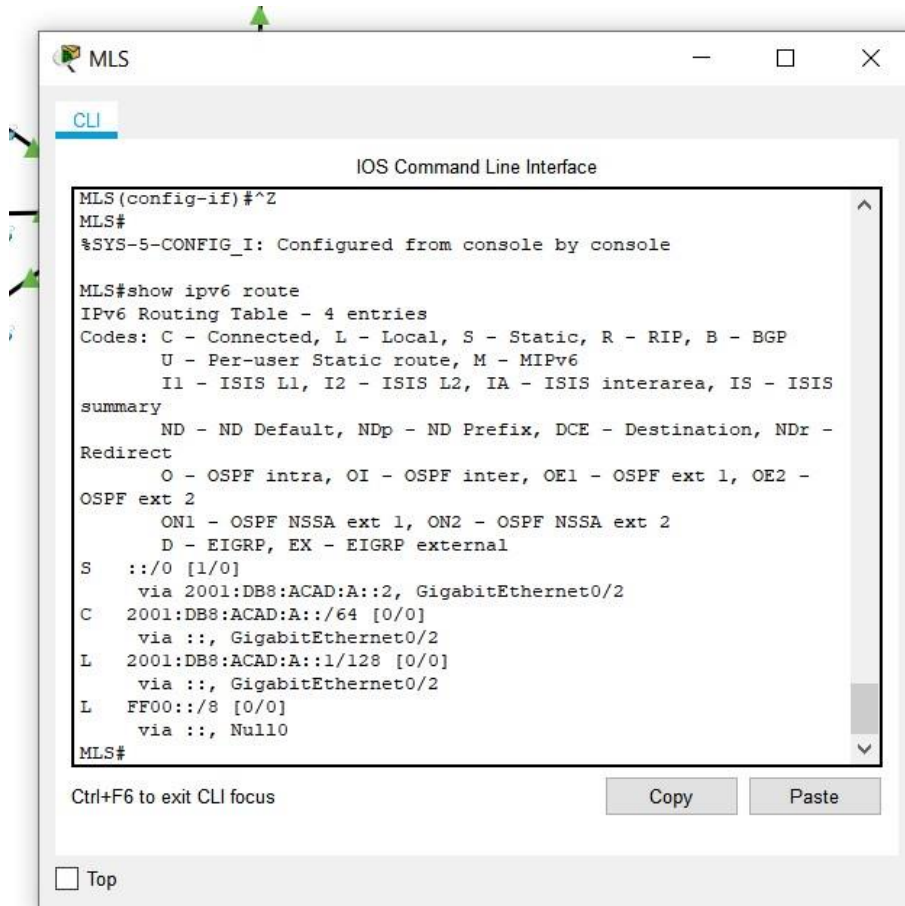 MLS
CLI
IOS Command Line Interface
MLS(config-if)#^Z
MLS#
%SYS-5-CONFIG_I: Configured from console by console
MLS#show ipv6 route
IPv6 Routing Table - 4 entries
Codes: C - Connected, L - Local, S - Static, R - RIP, B - BGP
U - Per-user Static route, M - MIPv6
I1 - ISIS L1, I2 - ISIS L2, IA - ISIS interarea, IS - ISIS
summary
ND - ND Default, NDp - ND Prefix, DCE - Destination, NDr -
Redirect
O - OSPF intra, OI - OSPF inter, OE1 - OSPF ext 1, OE2 -
OSPF ext 2
ON1 - OSPF NSSA ext 1, ON2 - OSPF NSSA ext 2
D - EIGRP, EX - EIGRP external
S ::/0 [1/0]
via 2001:DB8:ACAD:A::2, GigabitEthernet0/2
C 2001:DB8:ACAD:A::/64 [0/0]
via ::, GigabitEthernet0/2
L 2001:DB8:ACAD:A::1/128 [0/0]
via ::, GigabitEthernet0/2
L FF00::/8 [0/0]
via ::, Null0
MLS#
Ctrl+F6 to exit CLI focus
Copy
Paste
Top